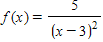 f(x) = 5 / (x − 3)²